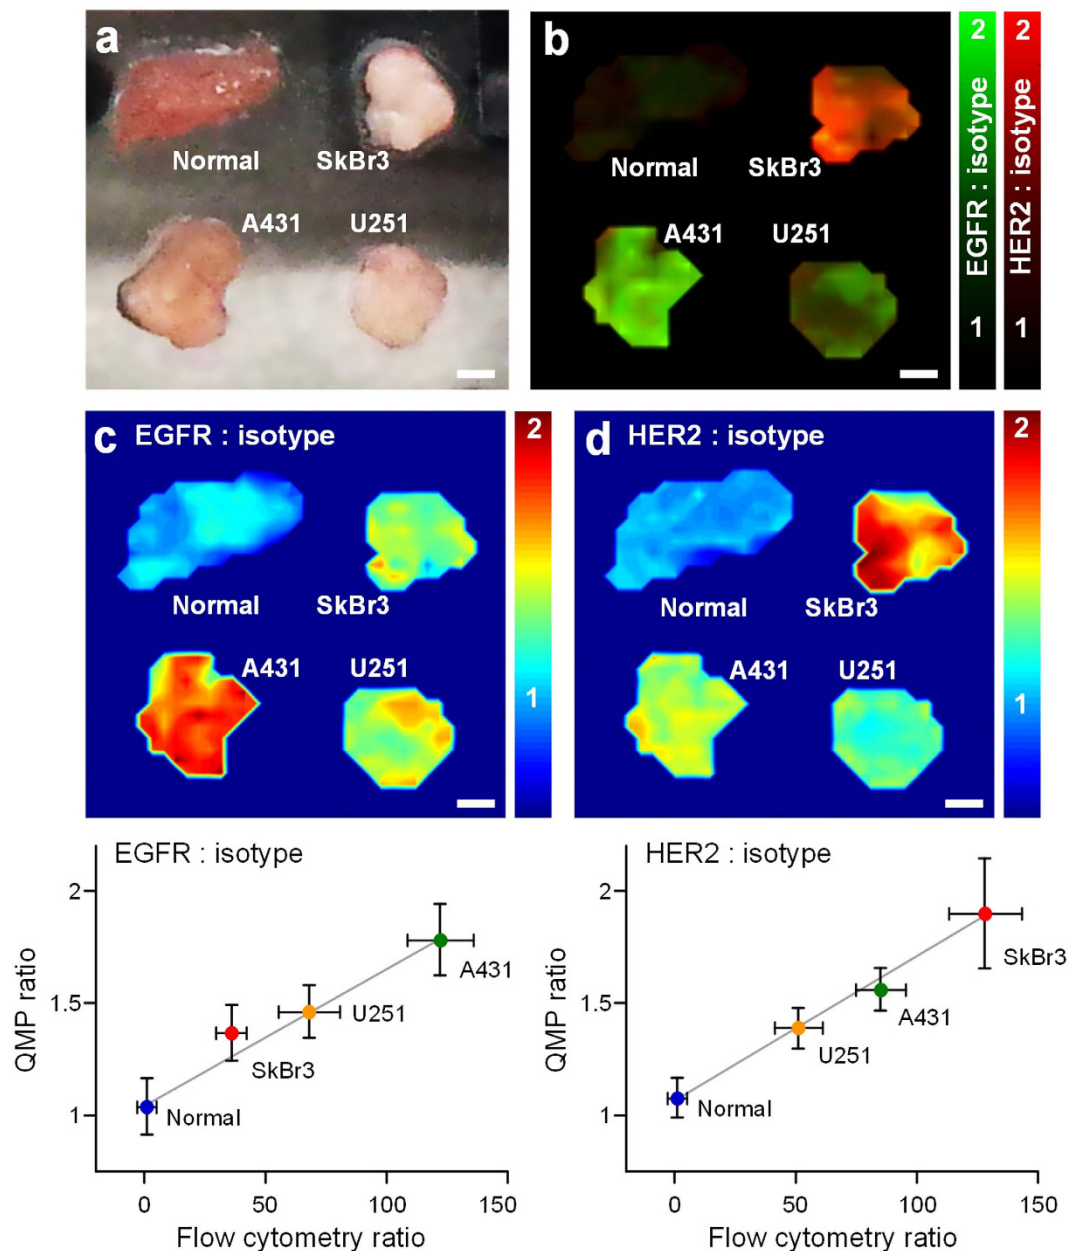 a
Normal
SkBr3
A431
U251
b
Normal
SkBr3
A431
U251
2
EGFR : isotype
1
2
HER2 : isotype
1
c EGFR : isotype
Normal
SkBr3
A431
U251
2
1
d HER2 : isotype
Normal
SkBr3
A431
U251
2
1
EGFR : isotype
QMP ratio
2
1.5
1
A431
U251
SkBr3
Normal
0 50 100 150
Flow cytometry ratio
HER2 : isotype
QMP ratio
2
1.5
1
SkBr3
A431
U251
Normal
0 50 100 150
Flow cytometry ratio